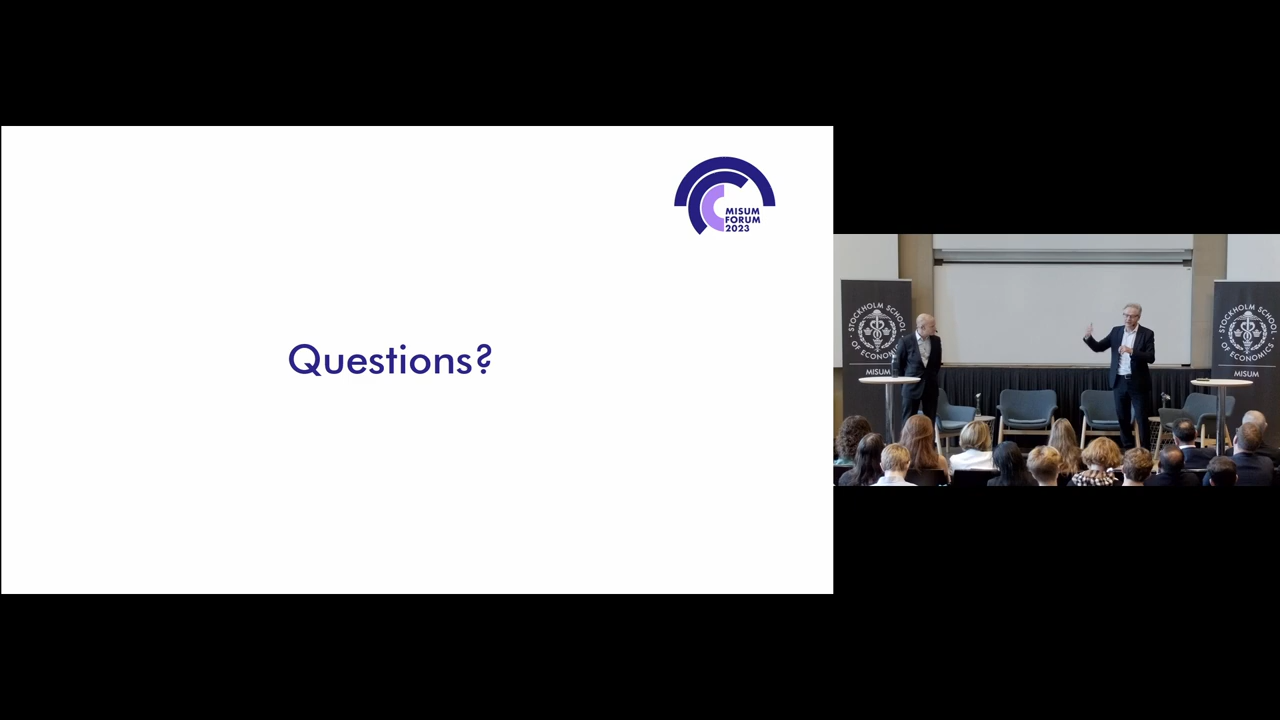 MISUM
FORUM
2023
Questions?
STOCKHOLM SCHOOL
OF ECONOMICS
MISUM
STOCKHOLM SCHOOL
OF ECONOMICS
MISUM